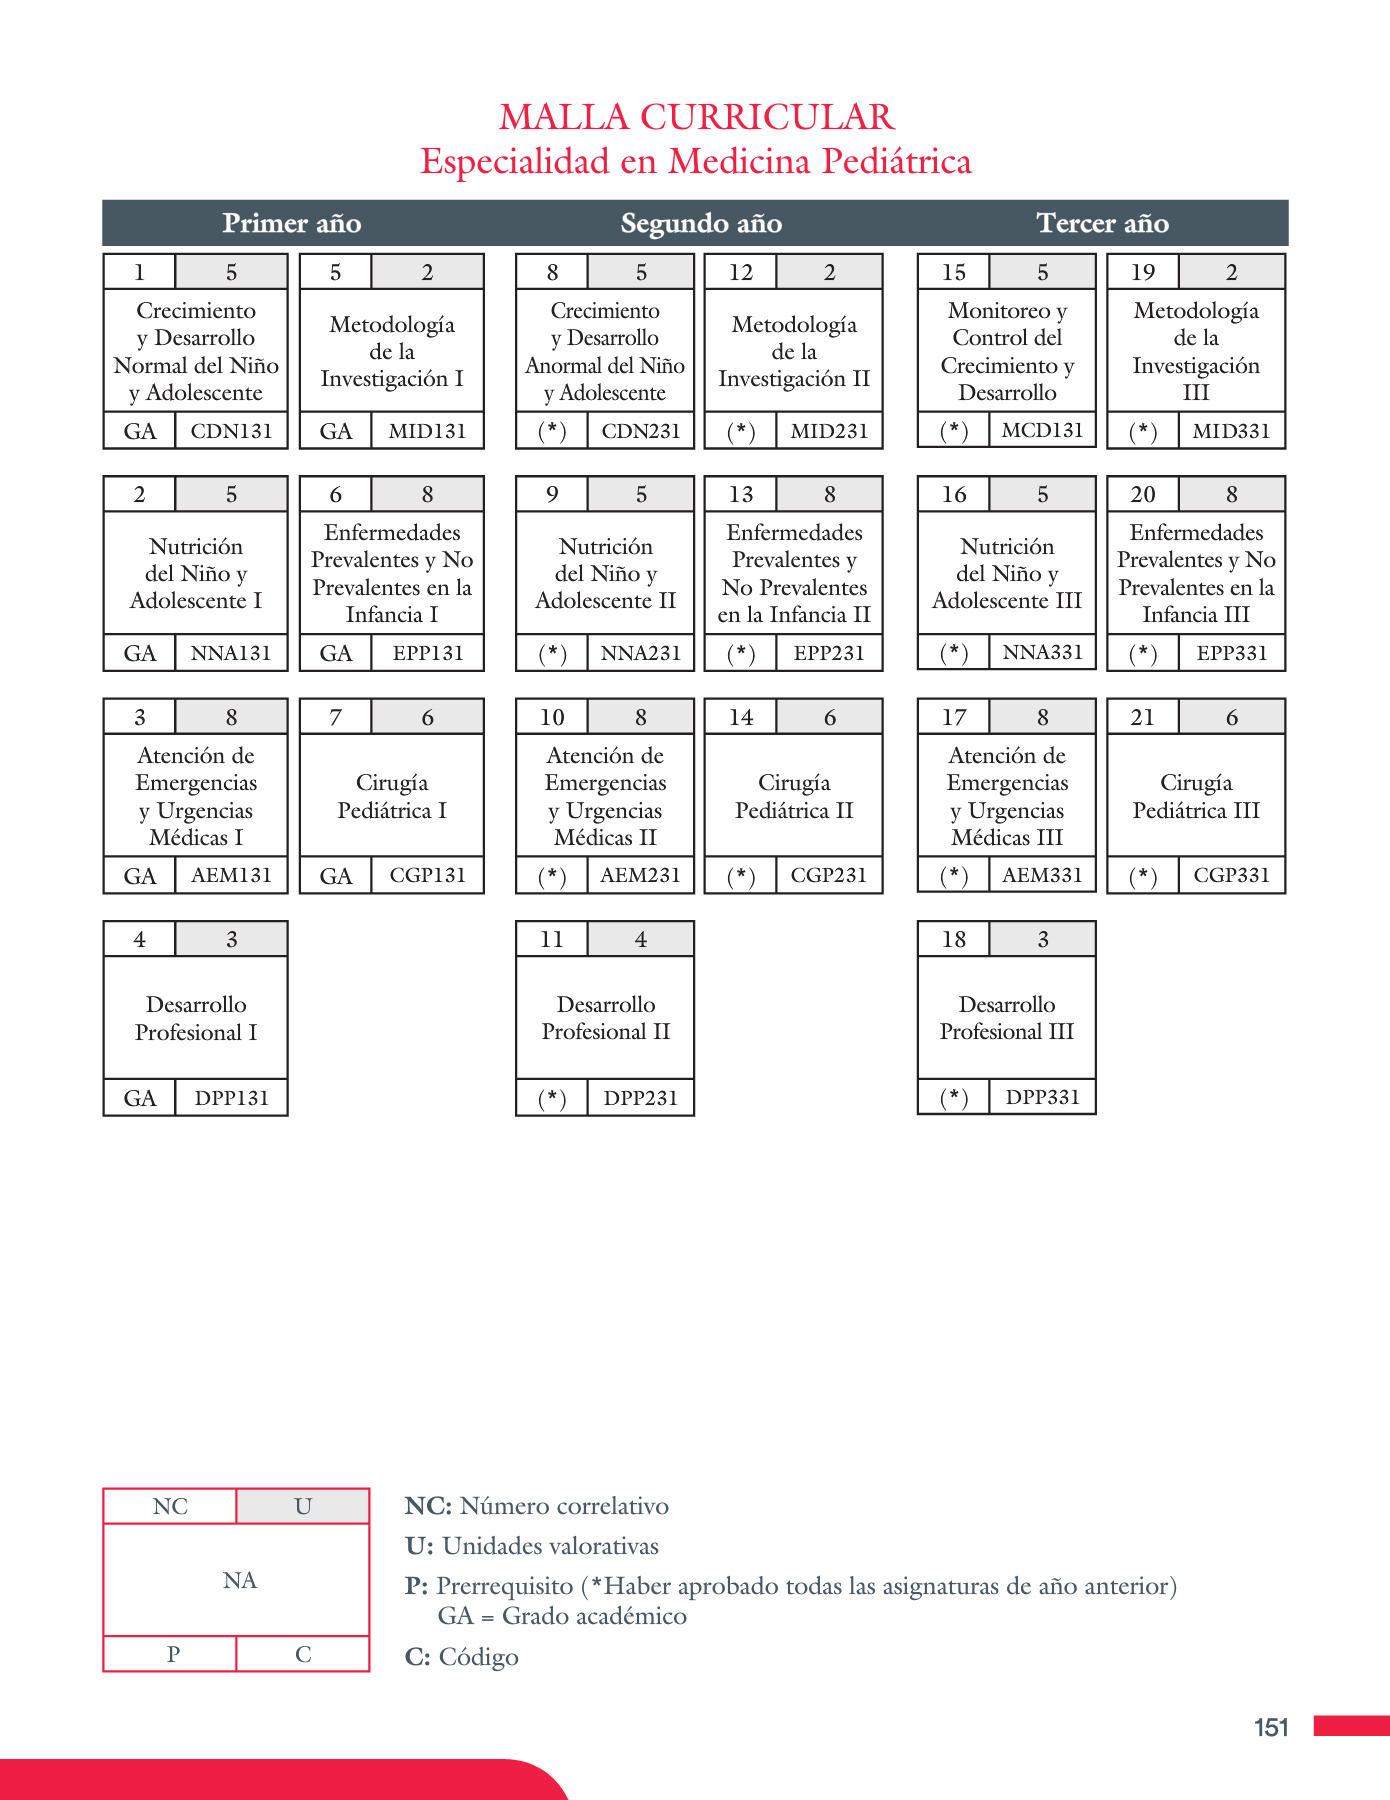 MALLA CURRICULAR
Especialidad en Medicina Pediátrica
Primer año Segundo año Tercer año
1 5
Crecimiento
y Desarrollo
Normal del Niño
y Adolescente
GA CDN131
5 2
Metodología
de la
Investigación I
GA MID131
8 5
Crecimiento
y Desarrollo
Anormal del Niño
y Adolescente
(*) CDN231
12 2
Metodología
de la
Investigación II
(*) MID231
15 5
Monitoreo y
Control del
Crecimiento y
Desarrollo
(*) MCD131
19 2
Metodología
de la
Investigación
III
(*) MID331
2 5
Nutrición
del Niño y
Adolescente I
GA NNA131
6 8
Enfermedades
Prevalentes y No
Prevalentes en la
Infancia I
GA EPP131
9 5
Nutrición
del Niño y
Adolescente II
(*) NNA231
13 8
Enfermedades
Prevalentes y
No Prevalentes
en la Infancia II
(*) EPP231
16 5
Nutrición
del Niño y
Adolescente III
(*) NNA331
20 8
Enfermedades
Prevalentes y No
Prevalentes en la
Infancia III
(*) EPP331
3 8
Atención de
Emergencias
y Urgencias
Médicas I
GA AEM131
7 6
Cirugía
Pediátrica I
GA CGP131
10 8
Atención de
Emergencias
y Urgencias
Médicas II
(*) AEM231
14 6
Cirugía
Pediátrica II
(*) CGP231
17 8
Atención de
Emergencias
y Urgencias
Médicas III
(*) AEM331
21 6
Cirugía
Pediátrica III
(*) CGP331
4 3
Desarrollo
Profesional I
GA DPP131
11 4
Desarrollo
Profesional II
(*) DPP231
18 3
Desarrollo
Profesional III
(*) DPP331
NC U
NA
P C
NC: Número correlativo
U: Unidades valorativas
P: Prerrequisito (*Haber aprobado todas las asignaturas de año anterior)
GA = Grado académico
C: Código
151